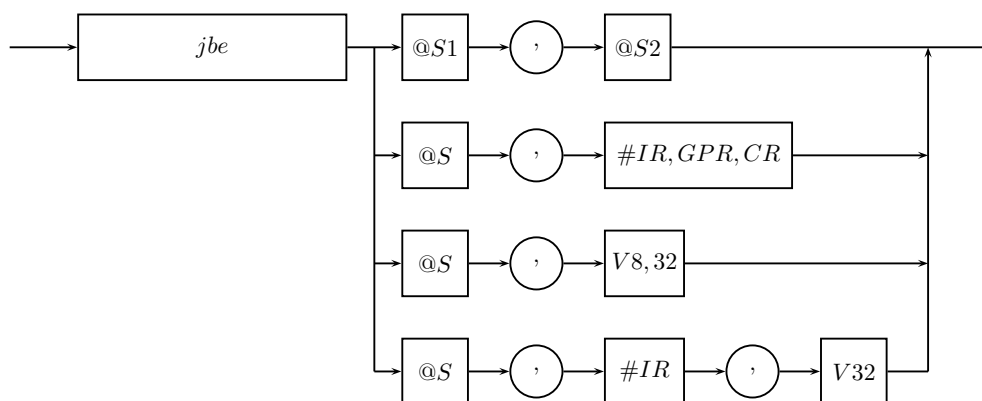 jbe @S1 , @S2
@S , #IR, GPR, CR
@S , V8, 32
@S , #IR , V32